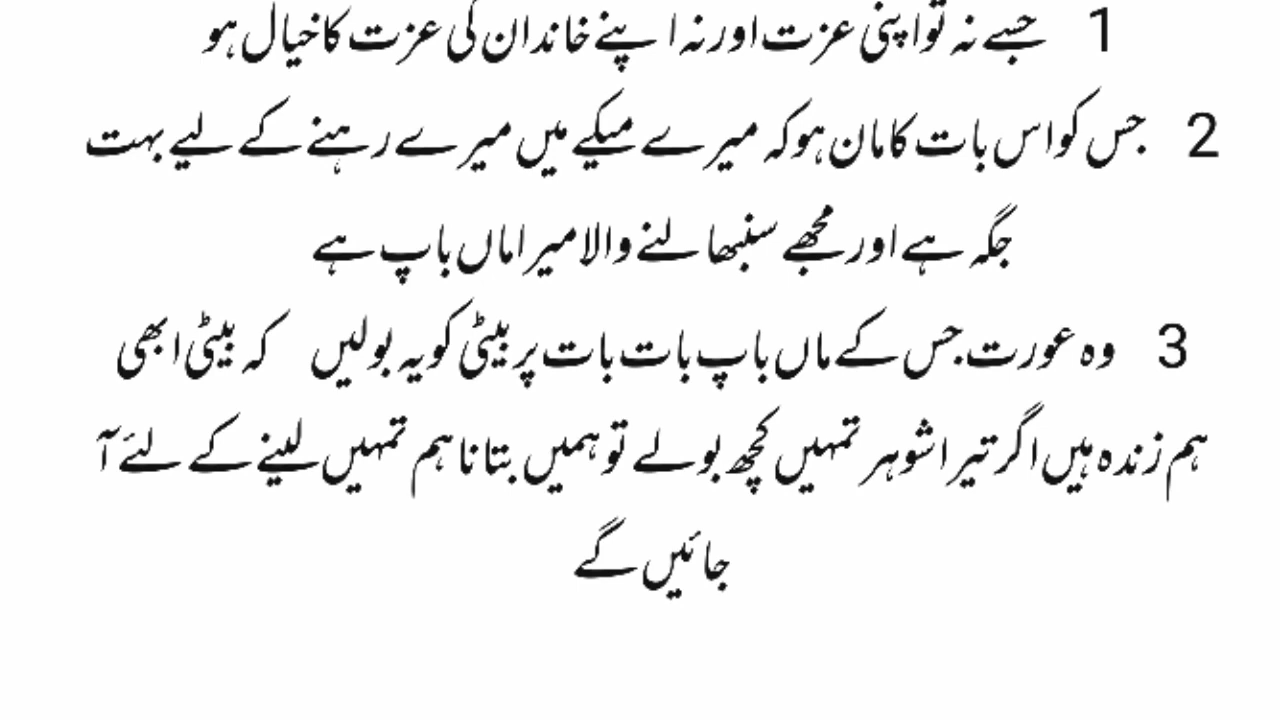 1 جسے نہ تو اپنی عزت اور نہ اپنے خاندان کی عزت کا خیال ہو
2 جس کو اس بات کا مان ہو کہ میرے میکے میں میرے رہنے کے لیے بہت
جگہ ہے اور مجھے سنبھالنے والا میرا ماں باپ ہے
3 وہ عورت جس کے ماں باپ بات بات پر بیٹی کو یہ بولیں کہ بیٹی ابھی
ہم زندہ ہیں اگر تیرا شوہر تمہیں کچھ بولے تو ہمیں بتانا ہم تمہیں لینے کے لئے آ
جائیں گے